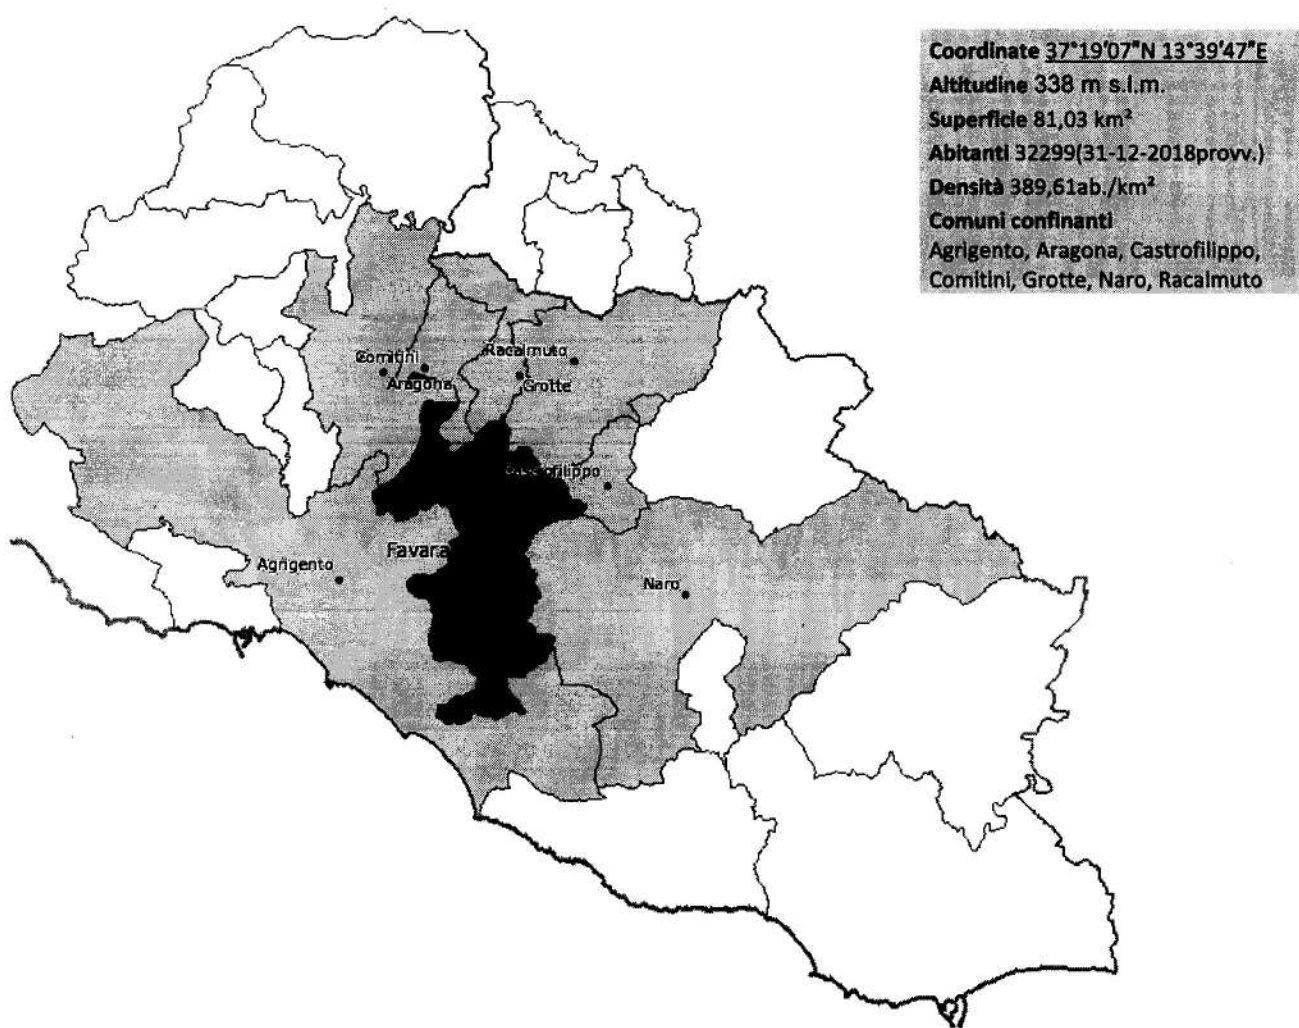 Coordinate 37°19′07″N 13°39′47″E
Altitudine 338 m s.l.m.
Superficie 81,03 km²
Abitanti 32299(31-12-2018provv.)
Densità 389,61ab./km²
Comuni confinanti
Agrigento, Aragona, Castrofilippo,
Comitini, Grotte, Naro, Racalmuto
Comitini
Racalmuto
Aragona
Grotte
Castrofilippo
Favara
Agrigento
Naro